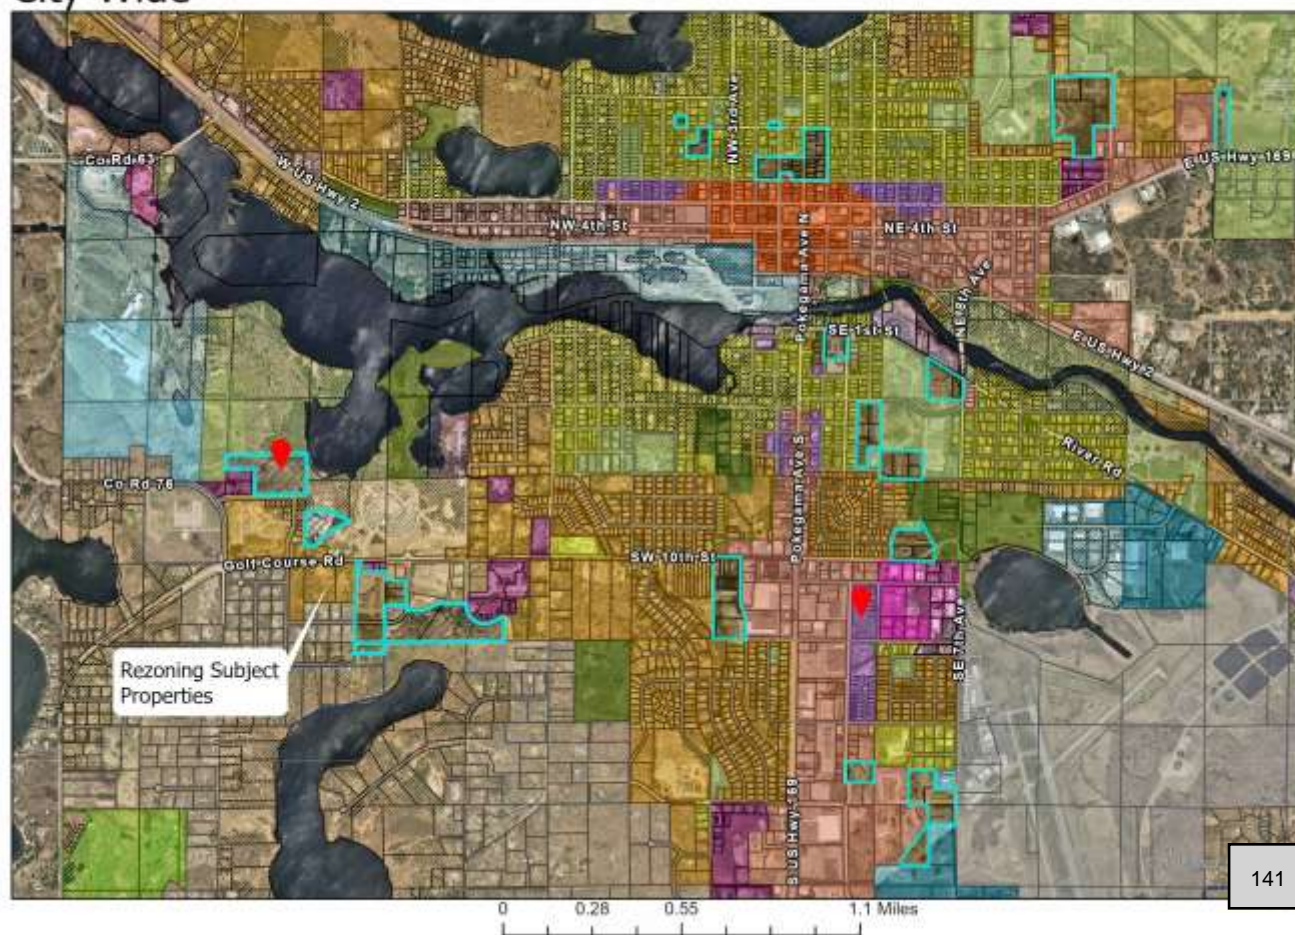 City Wide
NW 3rd Ave
Co Rd 63
E US Hwy 169
W US Hwy 2
NW 4th St
Pokegama Ave N
NE 4th St
NE 8th Ave
SE 1st St
E US Hwy 2
River Rd
Pokegama Ave S
Co Rd 76
SW 10th St
Golf Course Rd
SE 7th Ave
Rezoning Subject
Properties
S US Hwy 169
141
0 0.28 0.55 1.1 Miles